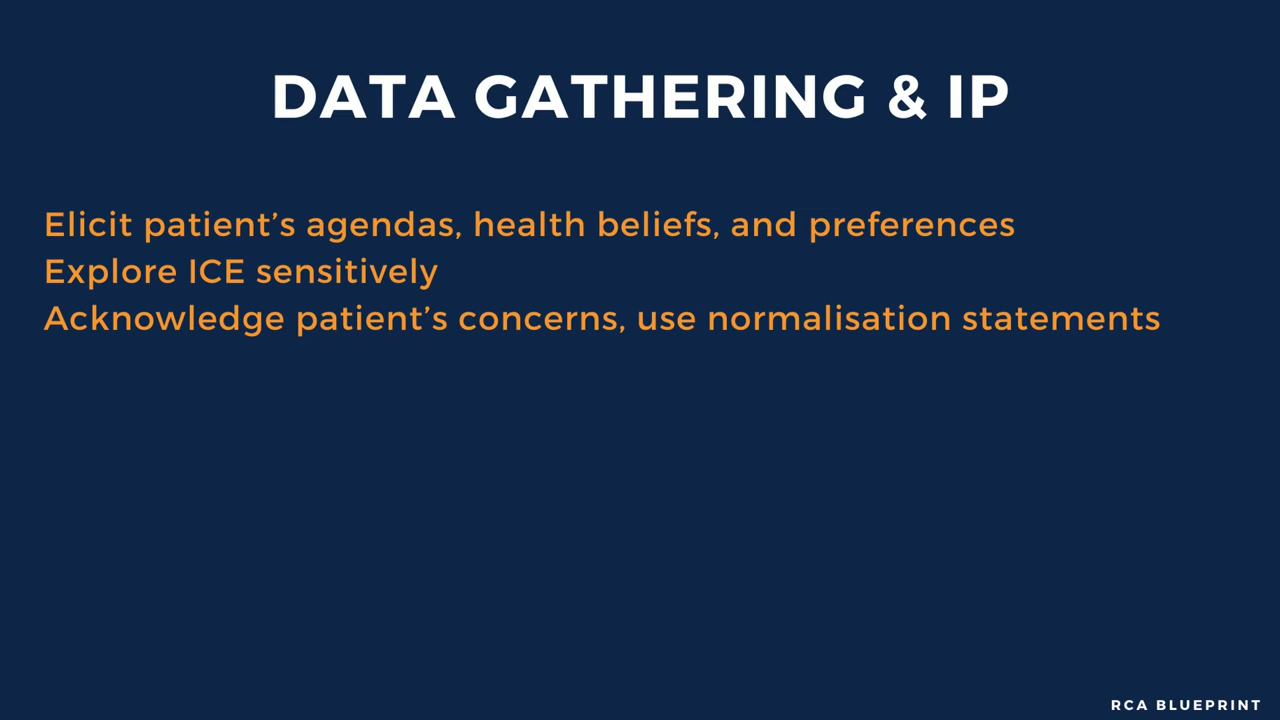 DATA GATHERING & IP
Elicit patient’s agendas, health beliefs, and preferences
Explore ICE sensitively
Acknowledge patient’s concerns, use normalisation statements
RCA BLUEPRINT